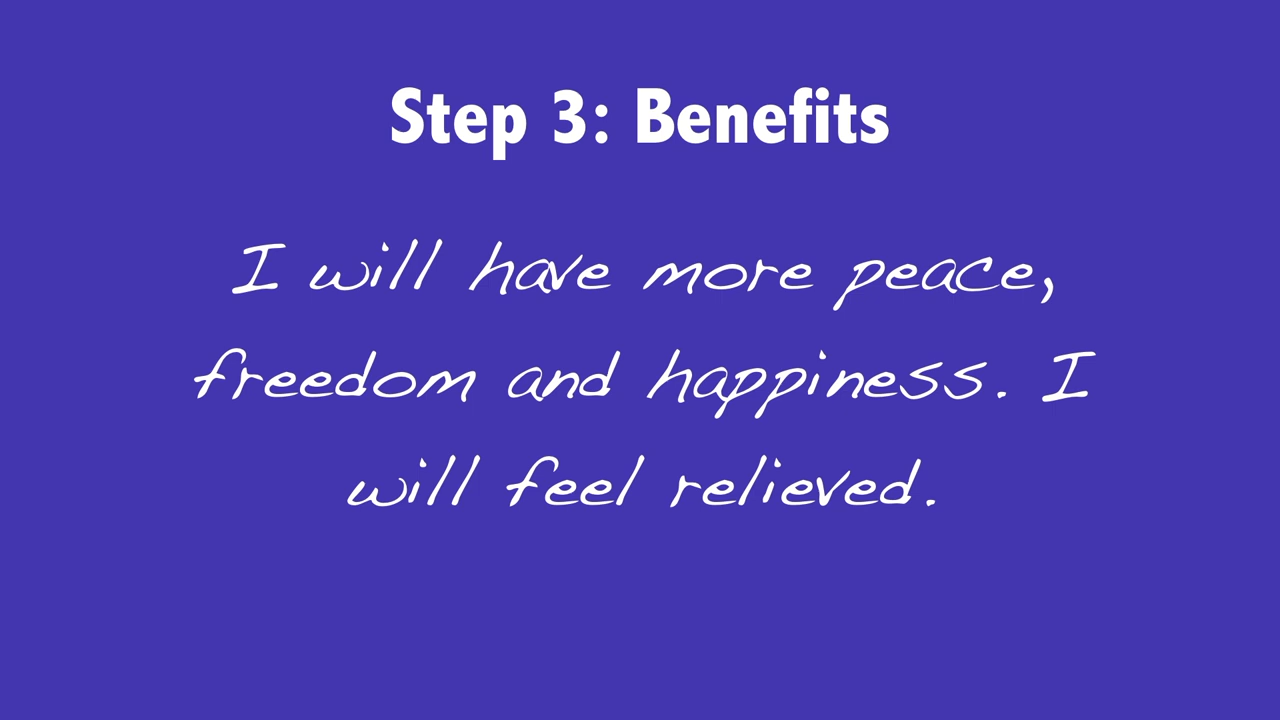 Step 3: Benefits
I will have more peace,
freedom and happiness. I
will feel relieved.